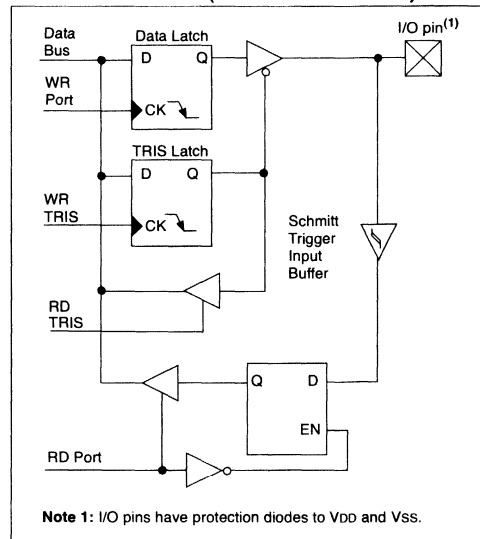 I/O pin(1)
Data
Bus
Data Latch
D Q
WR
Port
CK
TRIS Latch
D Q
WR
TRIS
CK
Schmitt
Trigger
Input
Buffer
RD
TRIS
Q D
EN
RD Port
Note 1: I/O pins have protection diodes to VDD and VSS.